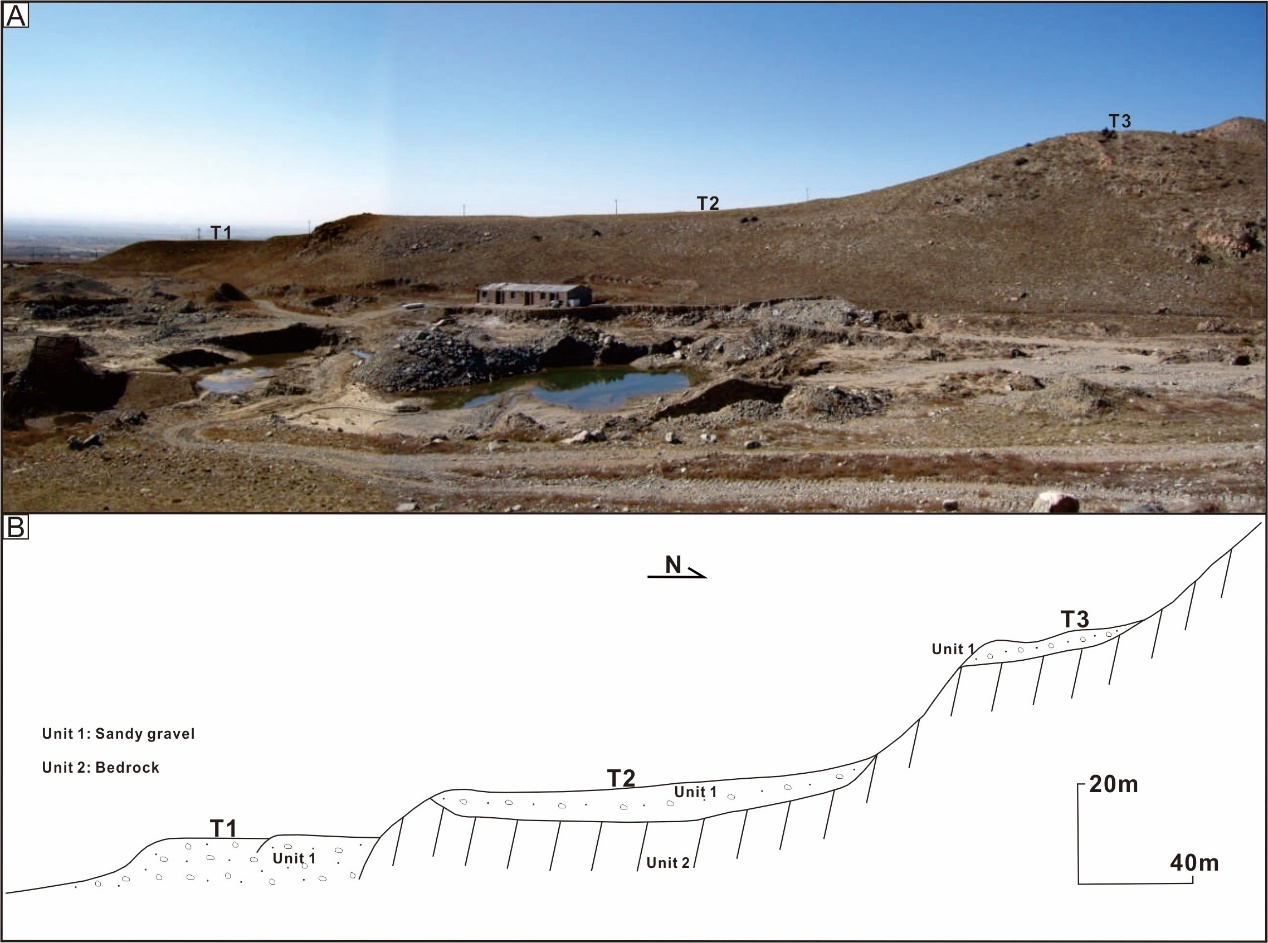 A
T1
T2
T3
B
N
T3
Unit 1
Unit 1: Sandy gravel
Unit 2: Bedrock
T2
Unit 1
20m
T1
Unit 1
Unit 2
40m